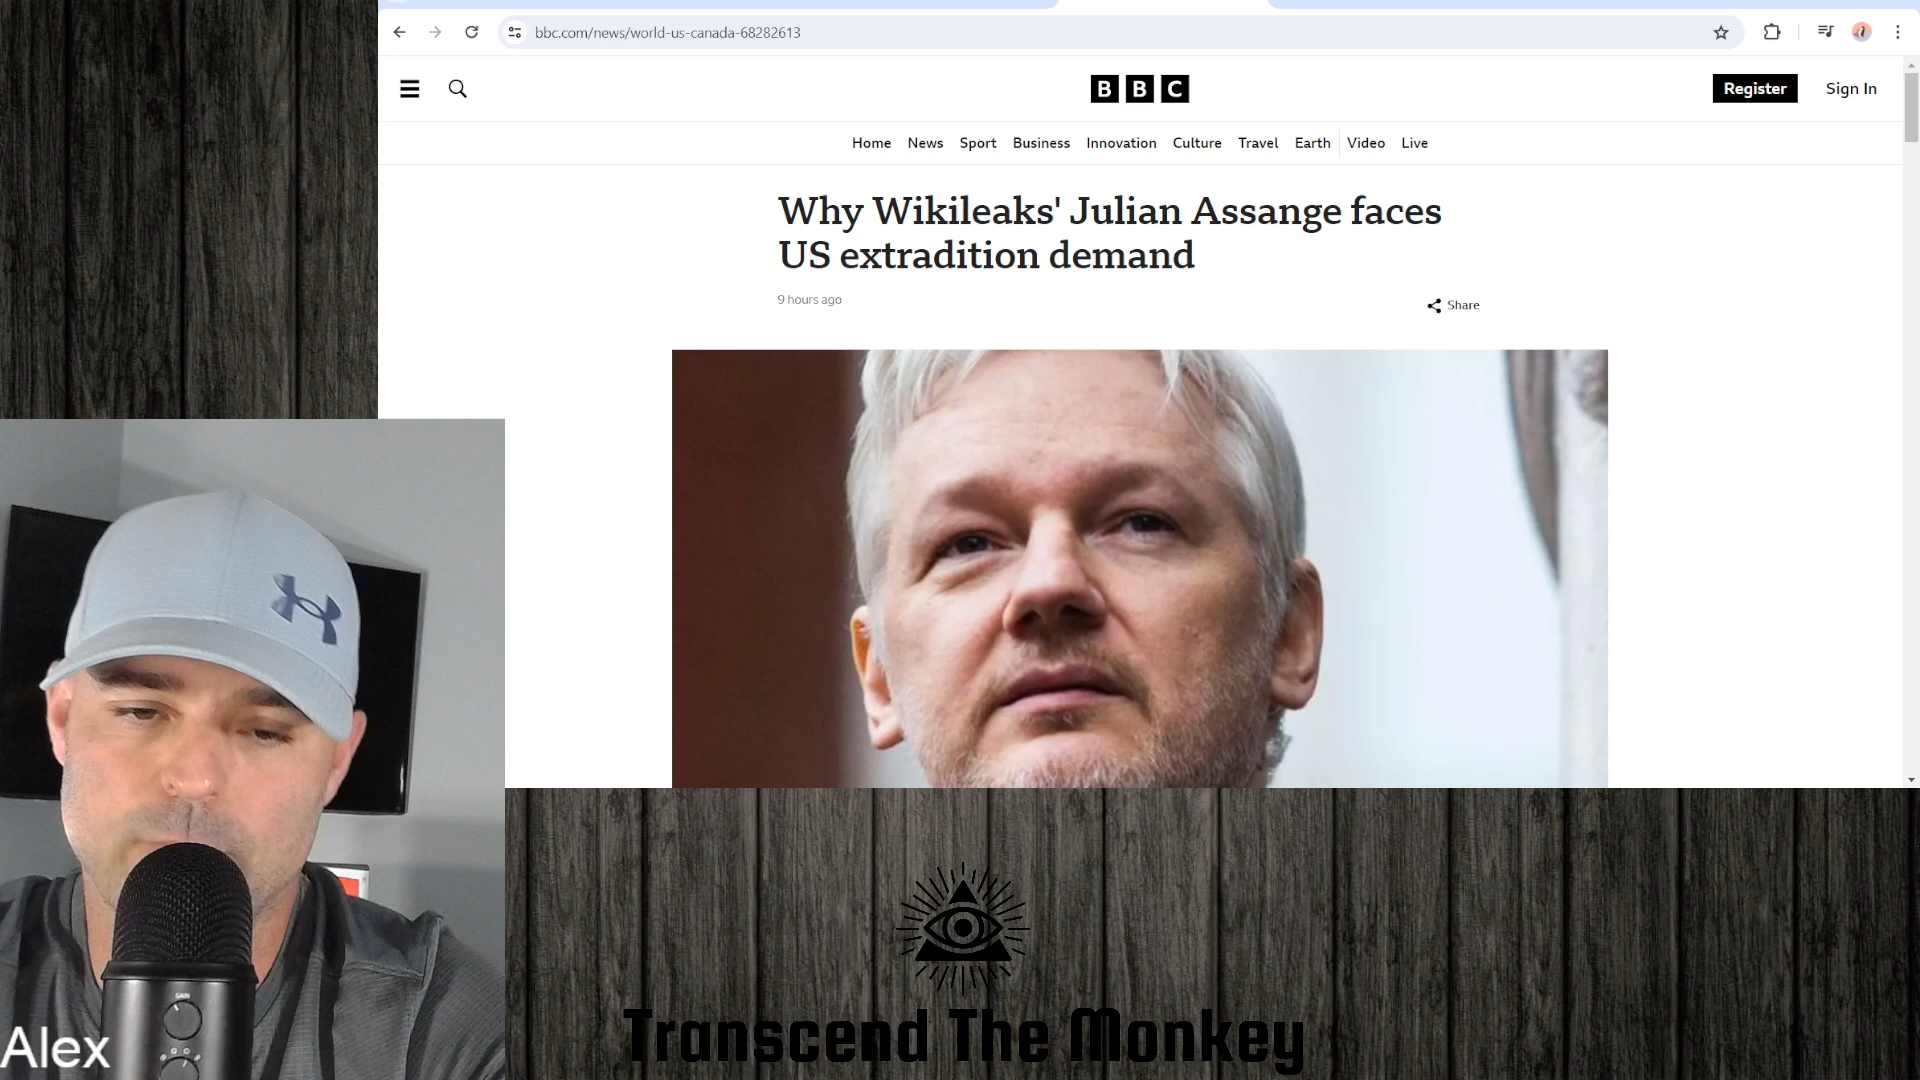 bbc.com/news/world-us-canada-68282613
BBC
Register
Sign In
Home News Sport Business Innovation Culture Travel Earth Video Live
Why Wikileaks' Julian Assange faces
US extradition demand
9 hours ago
Share
GAIN
Alex
Transcend The Monkey